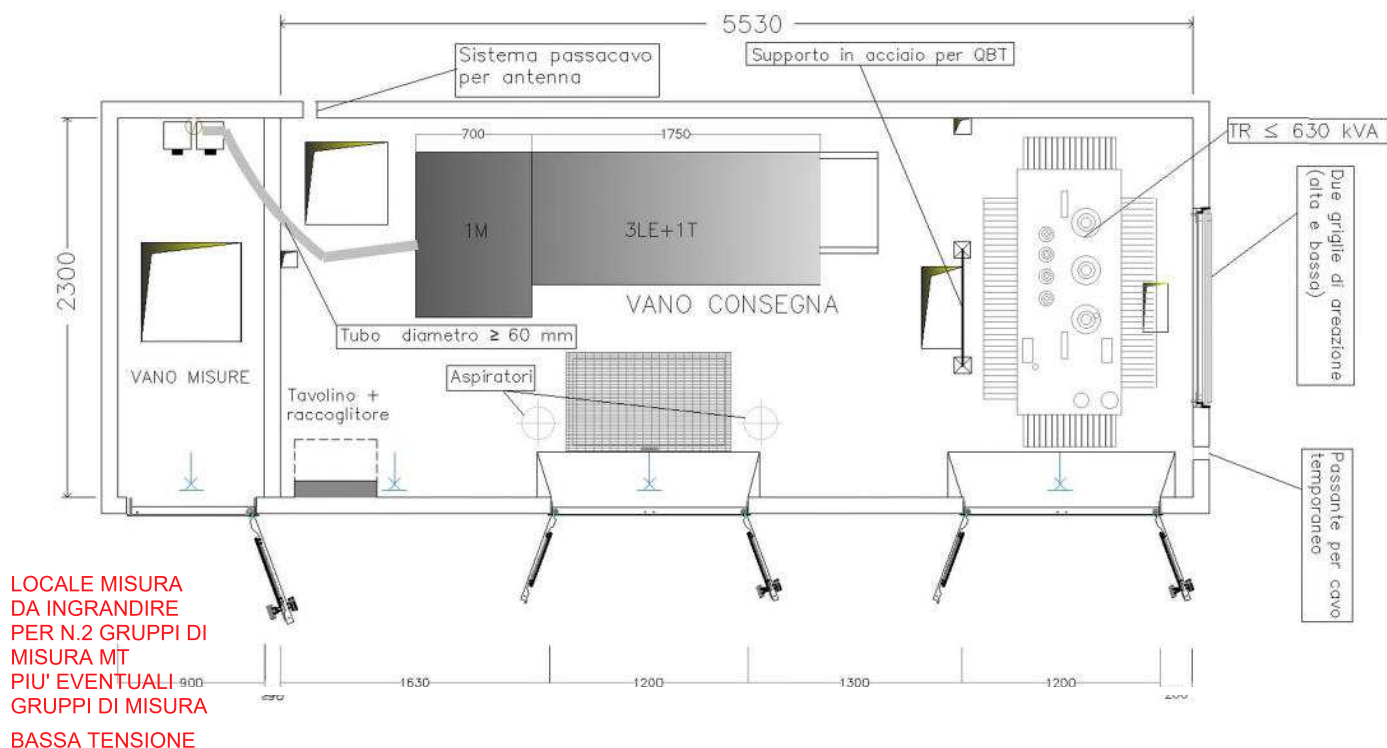 5530
Sistema passacavo
per antenna
Supporto in acciaio per QBT
TR ≤ 630 kVA
700
1750
1M
3LE+1T
2300
VANO CONSEGNA
Due griglie di areazione
(alta e bassa)
Tubo diametro ≥ 60 mm
VANO MISURE
Aspiratori
Tavolino +
raccoglitore
Passante per cavo
temporaneo
LOCALE MISURA
DA INGRANDIRE
PER N.2 GRUPPI DI
MISURA MT
PIU' EVENTUALI
GRUPPI DI MISURA
BASSA TENSIONE
900
1630
1200
1300
1200